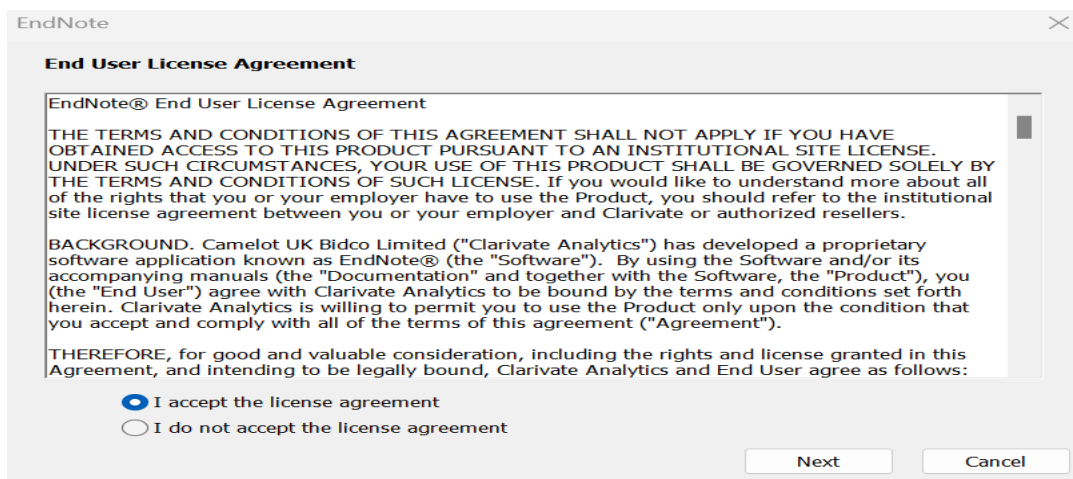 EndNote
End User License Agreement
EndNote® End User License Agreement
THE TERMS AND CONDITIONS OF THIS AGREEMENT SHALL NOT APPLY IF YOU HAVE
OBTAINED ACCESS TO THIS PRODUCT PURSUANT TO AN INSTITUTIONAL SITE LICENSE.
UNDER SUCH CIRCUMSTANCES, YOUR USE OF THIS PRODUCT SHALL BE GOVERNED SOLELY BY
THE TERMS AND CONDITIONS OF SUCH LICENSE. If you would like to understand more about all
of the rights that you or your employer have to use the Product, you should refer to the institutional
site license agreement between you or your employer and Clarivate or authorized resellers.
BACKGROUND. Camelot UK Bidco Limited ("Clarivate Analytics") has developed a proprietary
software application known as EndNote® (the "Software"). By using the Software and/or its
accompanying manuals (the "Documentation" and together with the Software, the "Product"), you
(the "End User") agree with Clarivate Analytics to be bound by the terms and conditions set forth
herein. Clarivate Analytics is willing to permit you to use the Product only upon the condition that
you accept and comply with all of the terms of this agreement ("Agreement").
THEREFORE, for good and valuable consideration, including the rights and license granted in this
Agreement, and intending to be legally bound, Clarivate Analytics and End User agree as follows:
I accept the license agreement
I do not accept the license agreement
Next Cancel